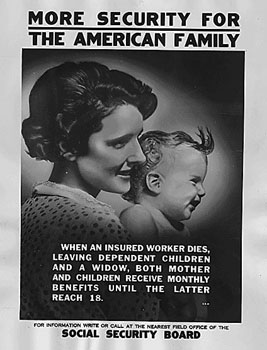 MORE SECURITY FOR
THE AMERICAN FAMILY
WHEN AN INSURED WORKER DIES,
LEAVING DEPENDENT CHILDREN
AND A WIDOW, BOTH MOTHER
AND CHILDREN RECEIVE MONTHLY
BENEFITS UNTIL THE LATTER
REACH 18.
...
FOR INFORMATION WRITE OR CALL AT THE NEAREST FIELD OFFICE OF THE
SOCIAL SECURITY BOARD